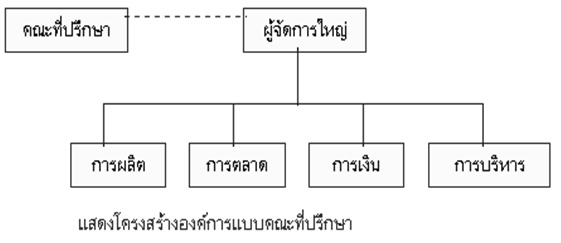 คณะที่ปรึกษา ผู้จัดการใหญ่
การผลิต การตลาด การเงิน การบริหาร
แสดงโครงสร้างองค์การแบบคณะที่ปรึกษา